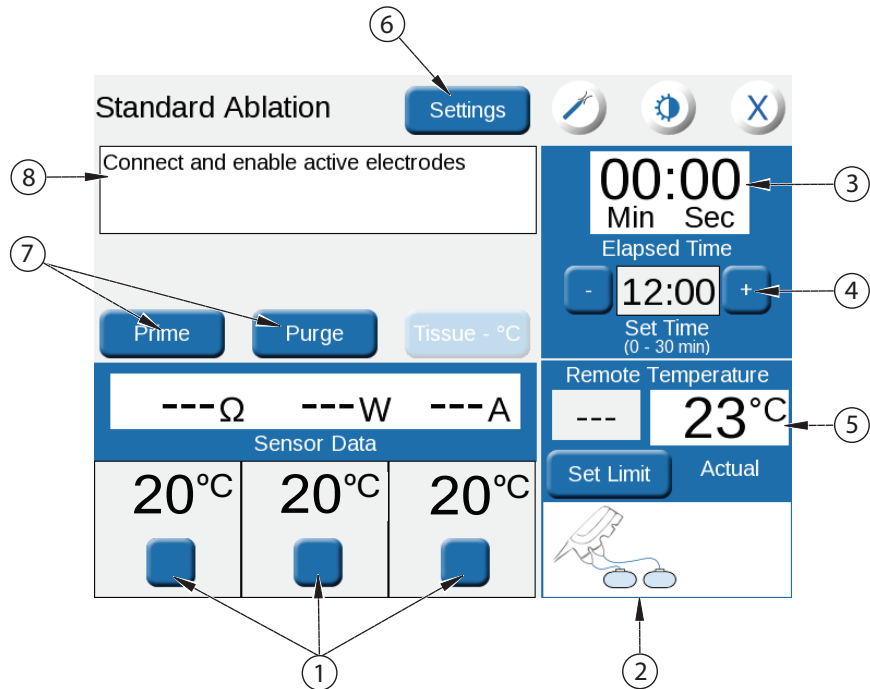 6
Standard Ablation
Settings
X
8
Connect and enable active electrodes
00:00
Min Sec
3
Elapsed Time
7
- 12:00 +
4
Set Time
(0 - 30 min)
Prime
Purge
Tissue - °C
Remote Temperature
---Ω ---W ---A
--- 23°C
5
Sensor Data
Set Limit
Actual
20°C 20°C 20°C
1
2